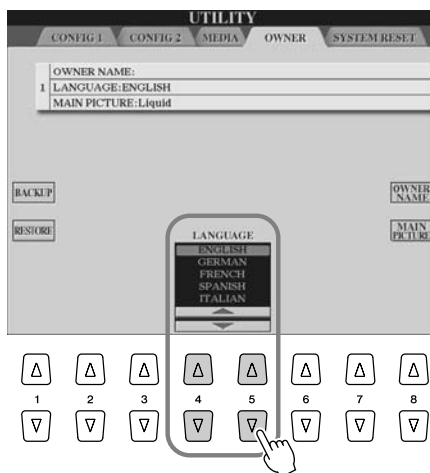 UTILITY
CONFIG 1 CONFIG 2 MEDIA OWNER SYSTEM RESET
OWNER NAME:
1 LANGUAGE:ENGLISH
MAIN PICTURE:Liquid
BACKUP
OWNER NAME
RESTORE
MAIN PICTURE
LANGUAGE
ENGLISH
GERMAN
FRENCH
SPANISH
ITALIAN
1 2 3 4 5 6 7 8